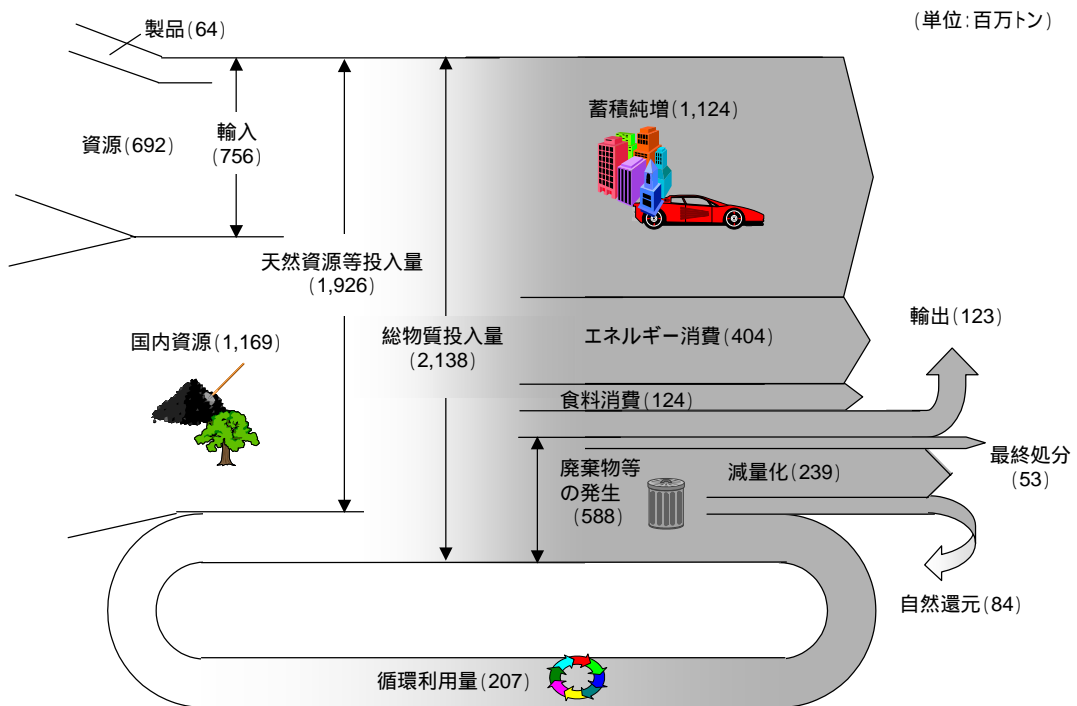 (単位:百万トン)
製品(64)
蓄積純増(1,124)
資源(692)
輸入
(756)
天然資源等投入量
(1,926)
輸出(123)
国内資源(1,169)
総物質投入量
(2,138)
エネルギー消費(404)
食料消費(124)
廃棄物等
の発生
(588)
減量化(239)
最終処分
(53)
自然還元(84)
循環利用量(207)